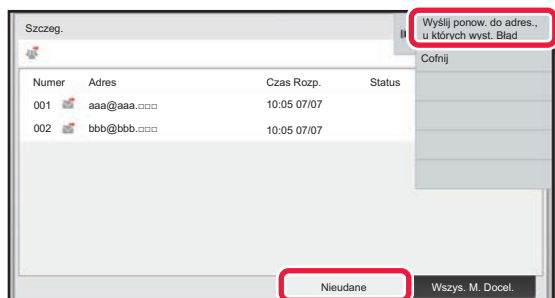 Szczeg.
Wyślij ponow. do adres.,
u których wyst. Błąd
Cofnij
Numer Adres Czas Rozp. Status
001 aaa@aaa.□□□ 10:05 07/07
002 bbb@bbb.□□□ 10:05 07/07
Nieudane Wszys. M. Docel.